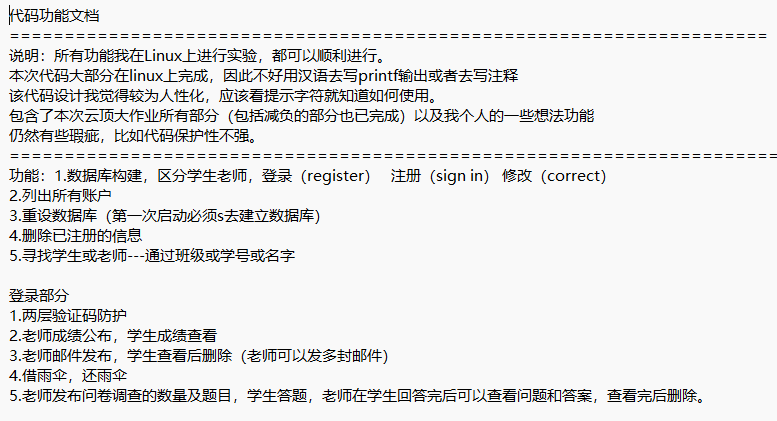 代码功能文档
==========================================================================
说明：所有功能我在Linux上进行实验，都可以顺利进行。
本次代码大部分在linux上完成，因此不好用汉语去写printf输出或者去写注释
该代码设计我觉得较为人性化，应该看提示字符就知道如何使用。
包含了本次云顶大作业所有部分（包括减负的部分也已完成）以及我个人的一些想法功能
仍然有些瑕疵，比如代码保护性不强。
===========================================================================
功能：1.数据库构建，区分学生老师，登录（register） 注册（sign in） 修改（correct）
2.列出所有账户
3.重设数据库（第一次启动必须s去建立数据库）
4.删除已注册的信息
5.寻找学生或老师---通过班级或学号或名字

登录部分
1.两层验证码防护
2.老师成绩公布，学生成绩查看
3.老师邮件发布，学生查看后删除（老师可以发多封邮件）
4.借雨伞，还雨伞
5.老师发布问卷调查的数量及题目，学生答题，老师在学生回答完后可以查看问题和答案，查看完后删除。